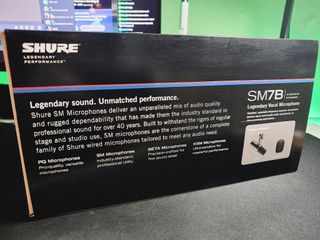 SHURE
LEGENDARY
PERFORMANCE™
Legendary sound. Unmatched performance.
Shure SM Microphones deliver an unparalleled mix of audio quality
and rugged dependability that has made them the industry standard in
professional sound for over 40 years. Built to withstand the rigors of regular
stage and studio use, SM microphones are the cornerstone of a complete
family of Shure wired microphones tailored to meet any need.
PG Microphones
Pro-quality, versatile
microphones
SM Microphones
Industry-standard,
professional utility
BETA Microphones
Precision-crafted for
fine sound detail
KSM Microphones
Ultra-sensitive for
powerful performance
SM7B
Legendary Vocal Microphone